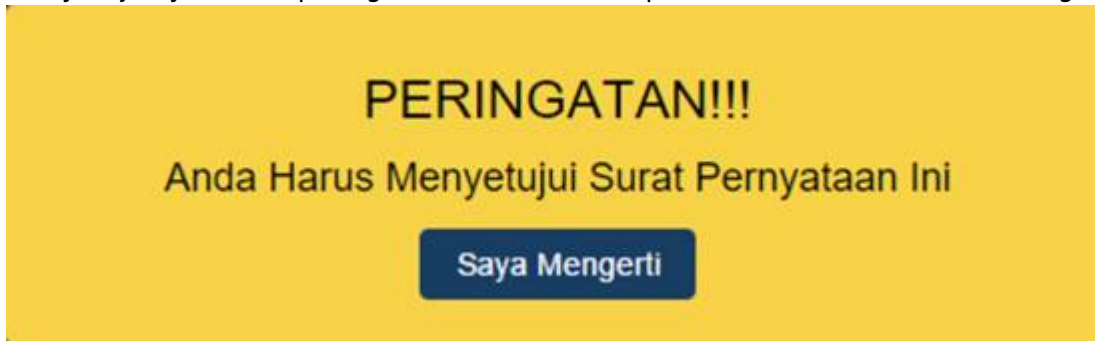 PERINGATAN!!!
Anda Harus Menyetujui Surat Pernyataan Ini
Saya Mengerti